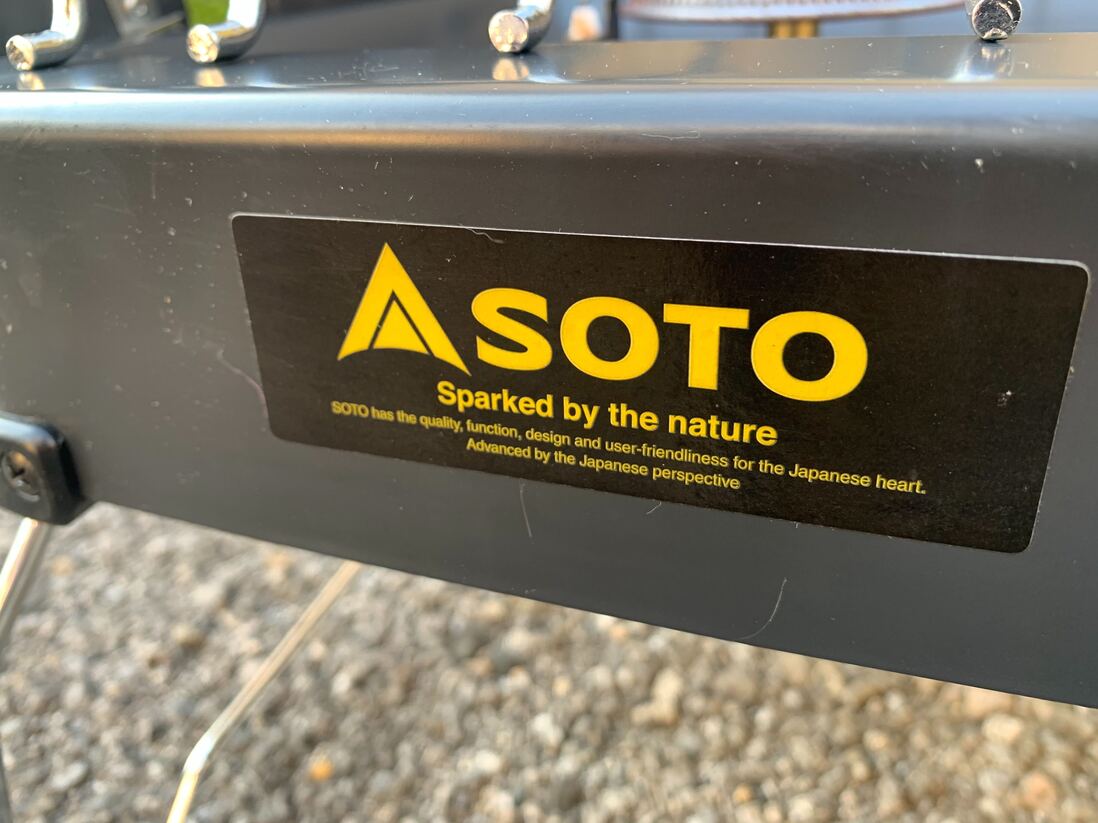 SOTO
Sparked by the nature
SOTO has the quality, function, design and user-friendliness for the Japanese heart.
Advanced by the Japanese perspective